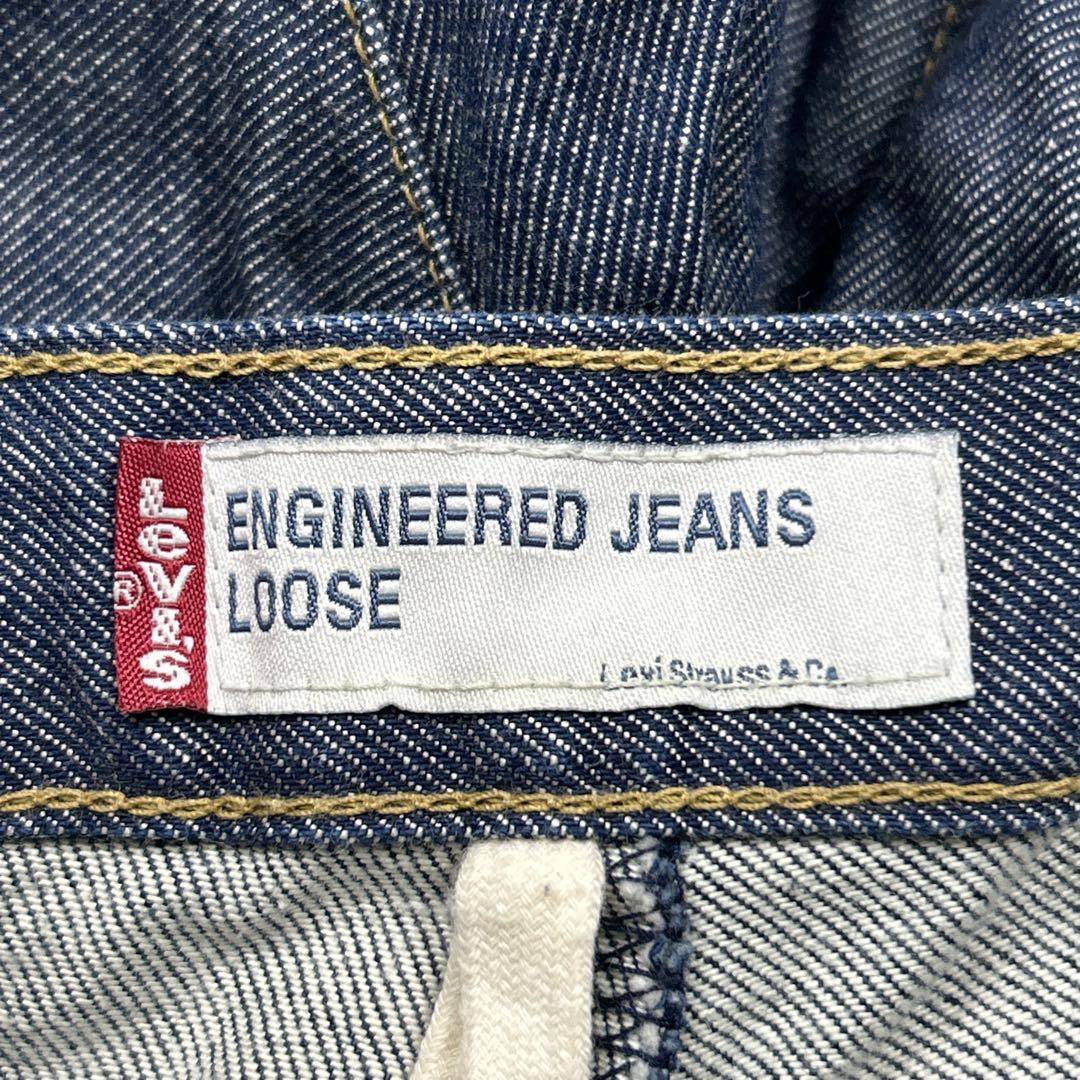 LEVI'S®
ENGINEERED JEANS
LOOSE
Levi Strauss & Co.